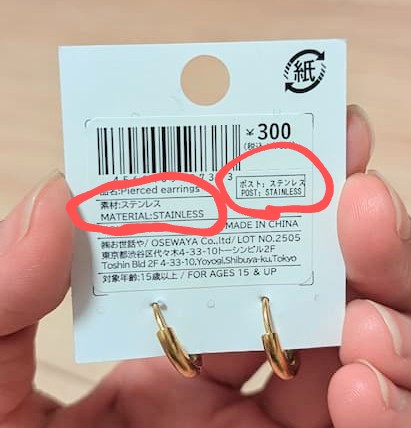 紙
¥300
ポスト：ステンレス
POST: STAINLESS
品名:Pierced earrings
素材:ステンレス
MATERIAL:STAINLESS
MADE IN CHINA
㈱お世話や/ OSEWAYA Co.,ltd/ LOT NO.2505
東京都渋谷区代々木4-33-10トーシンビル2F
Toshin Bld 2F 4-33-10,Yoyogi,Shibuya-ku,Tokyo
対象年齢:15歳以上 / FOR AGES 15 & UP